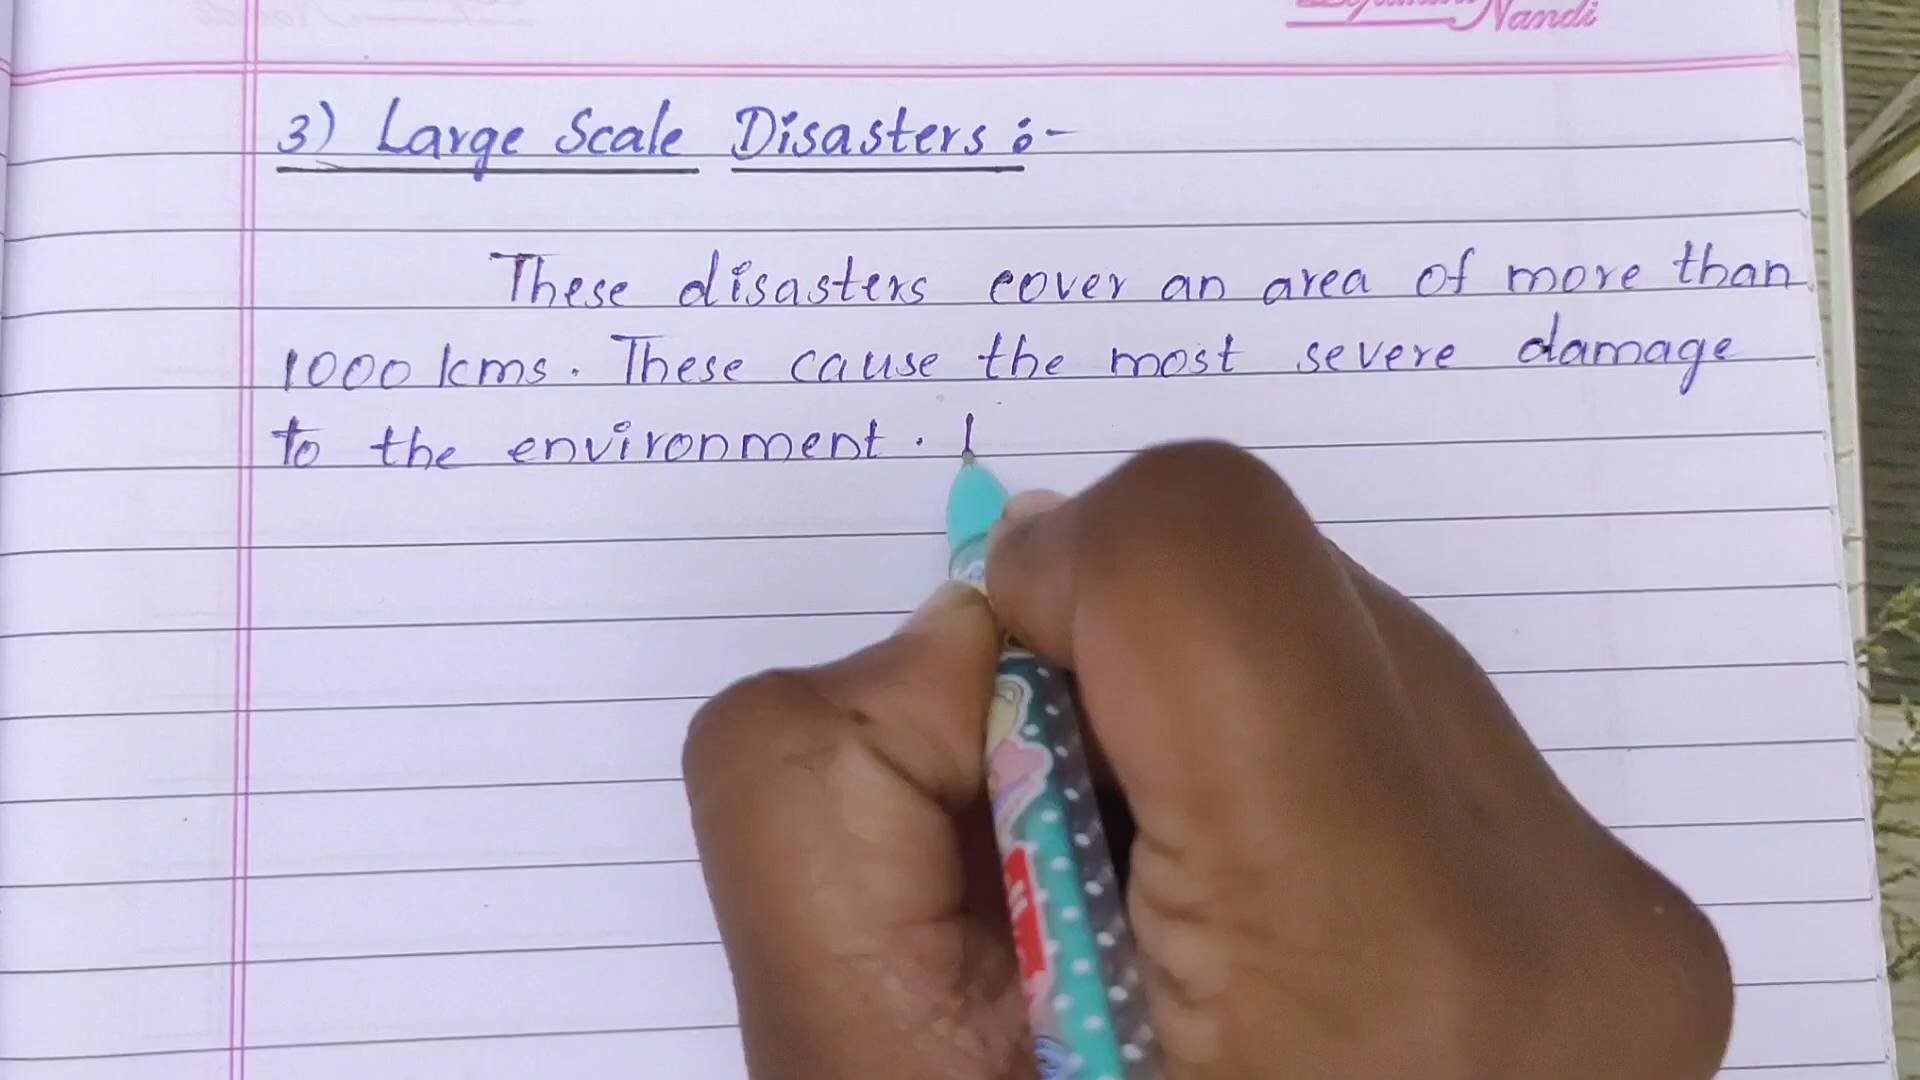 Nandi
3) Large Scale Disasters :-
These disasters cover an area of more than
1000 kms. These cause the most severe damage
to the environment.